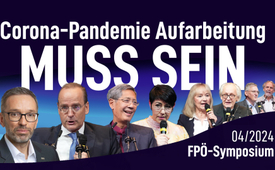 Corona-Pandemie Aufarbeitung
MUSS SEIN
04/2024
FPÖ-Symposium